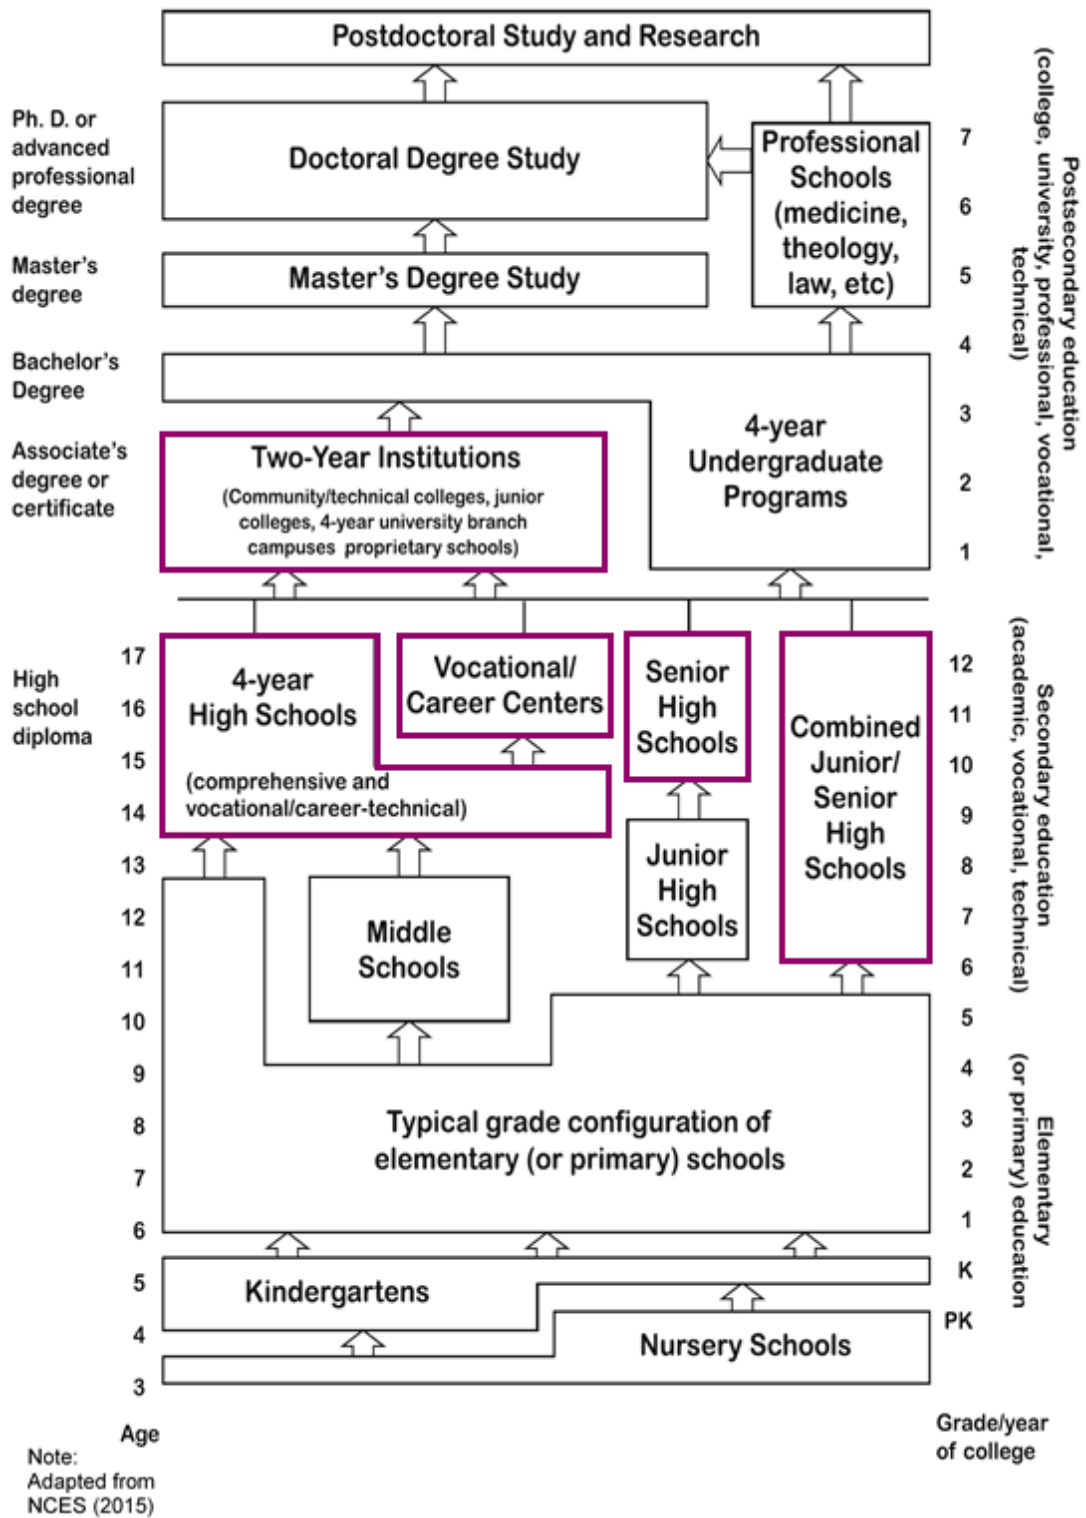 Postdoctoral Study and Research
Ph. D. or
advanced
professional
degree
Doctoral Degree Study
Professional
Schools
(medicine,
theology,
law, etc)
7
6
5
Master's
degree
Master's Degree Study
Bachelor's
Degree
4
3
2
1
4-year
Undergraduate
Programs
Associate's
degree or
certificate
Two-Year Institutions
(Community/technical colleges, junior
colleges, 4-year university branch
campuses proprietary schools)
Postsecondary education
(college, university, professional, vocational,
technical)
High
school
diploma
17
16
15
14
13
12
11
10
9
8
7
6
5
4
3
Age
4-year
High Schools
(comprehensive and
vocational/career-technical)
Vocational/
Career Centers
Senior
High
Schools
Combined
Junior/
Senior
High
Schools
Junior
High
Schools
Middle
Schools
12
11
10
9
8
7
6
5
4
3
2
1
K
PK
Grade/year
of college
Secondary education
(academic, vocational, technical)
Elementary
(or primary) education
Typical grade configuration of
elementary (or primary) schools
Kindergartens
Nursery Schools
Note:
Adapted from
NCES (2015)